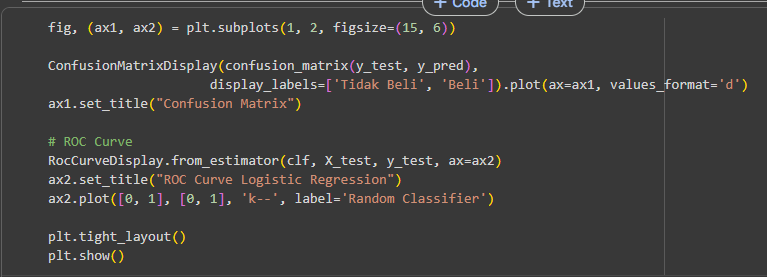 + Code + Text
fig, (ax1, ax2) = plt.subplots(1, 2, figsize=(15, 6))
ConfusionMatrixDisplay(confusion_matrix(y_test, y_pred),
display_labels=['Tidak Beli', 'Beli']).plot(ax=ax1, values_format='d')
ax1.set_title("Confusion Matrix")
# ROC Curve
RocCurveDisplay.from_estimator(clf, X_test, y_test, ax=ax2)
ax2.set_title("ROC Curve Logistic Regression")
ax2.plot([0, 1], [0, 1], 'k--', label='Random Classifier')
plt.tight_layout()
plt.show()